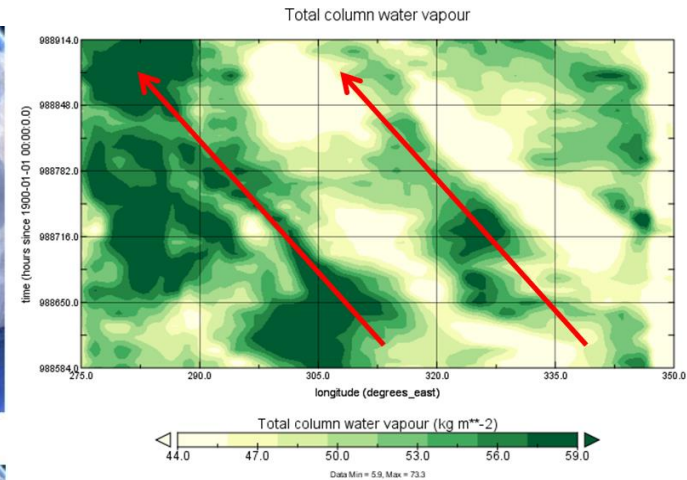 Total column water vapour
988914.0
988848.0
988782.0
988716.0
988650.0
988584.0
time (hours since 1900-01-01 00:00:0.0)
275.0 290.0 305.0 320.0 335.0 350.0
longitude (degrees_east)
Total column water vapour (kg m**-2)
44.0 47.0 50.0 53.0 56.0 59.0
Data Min = 5.9, Max = 73.3